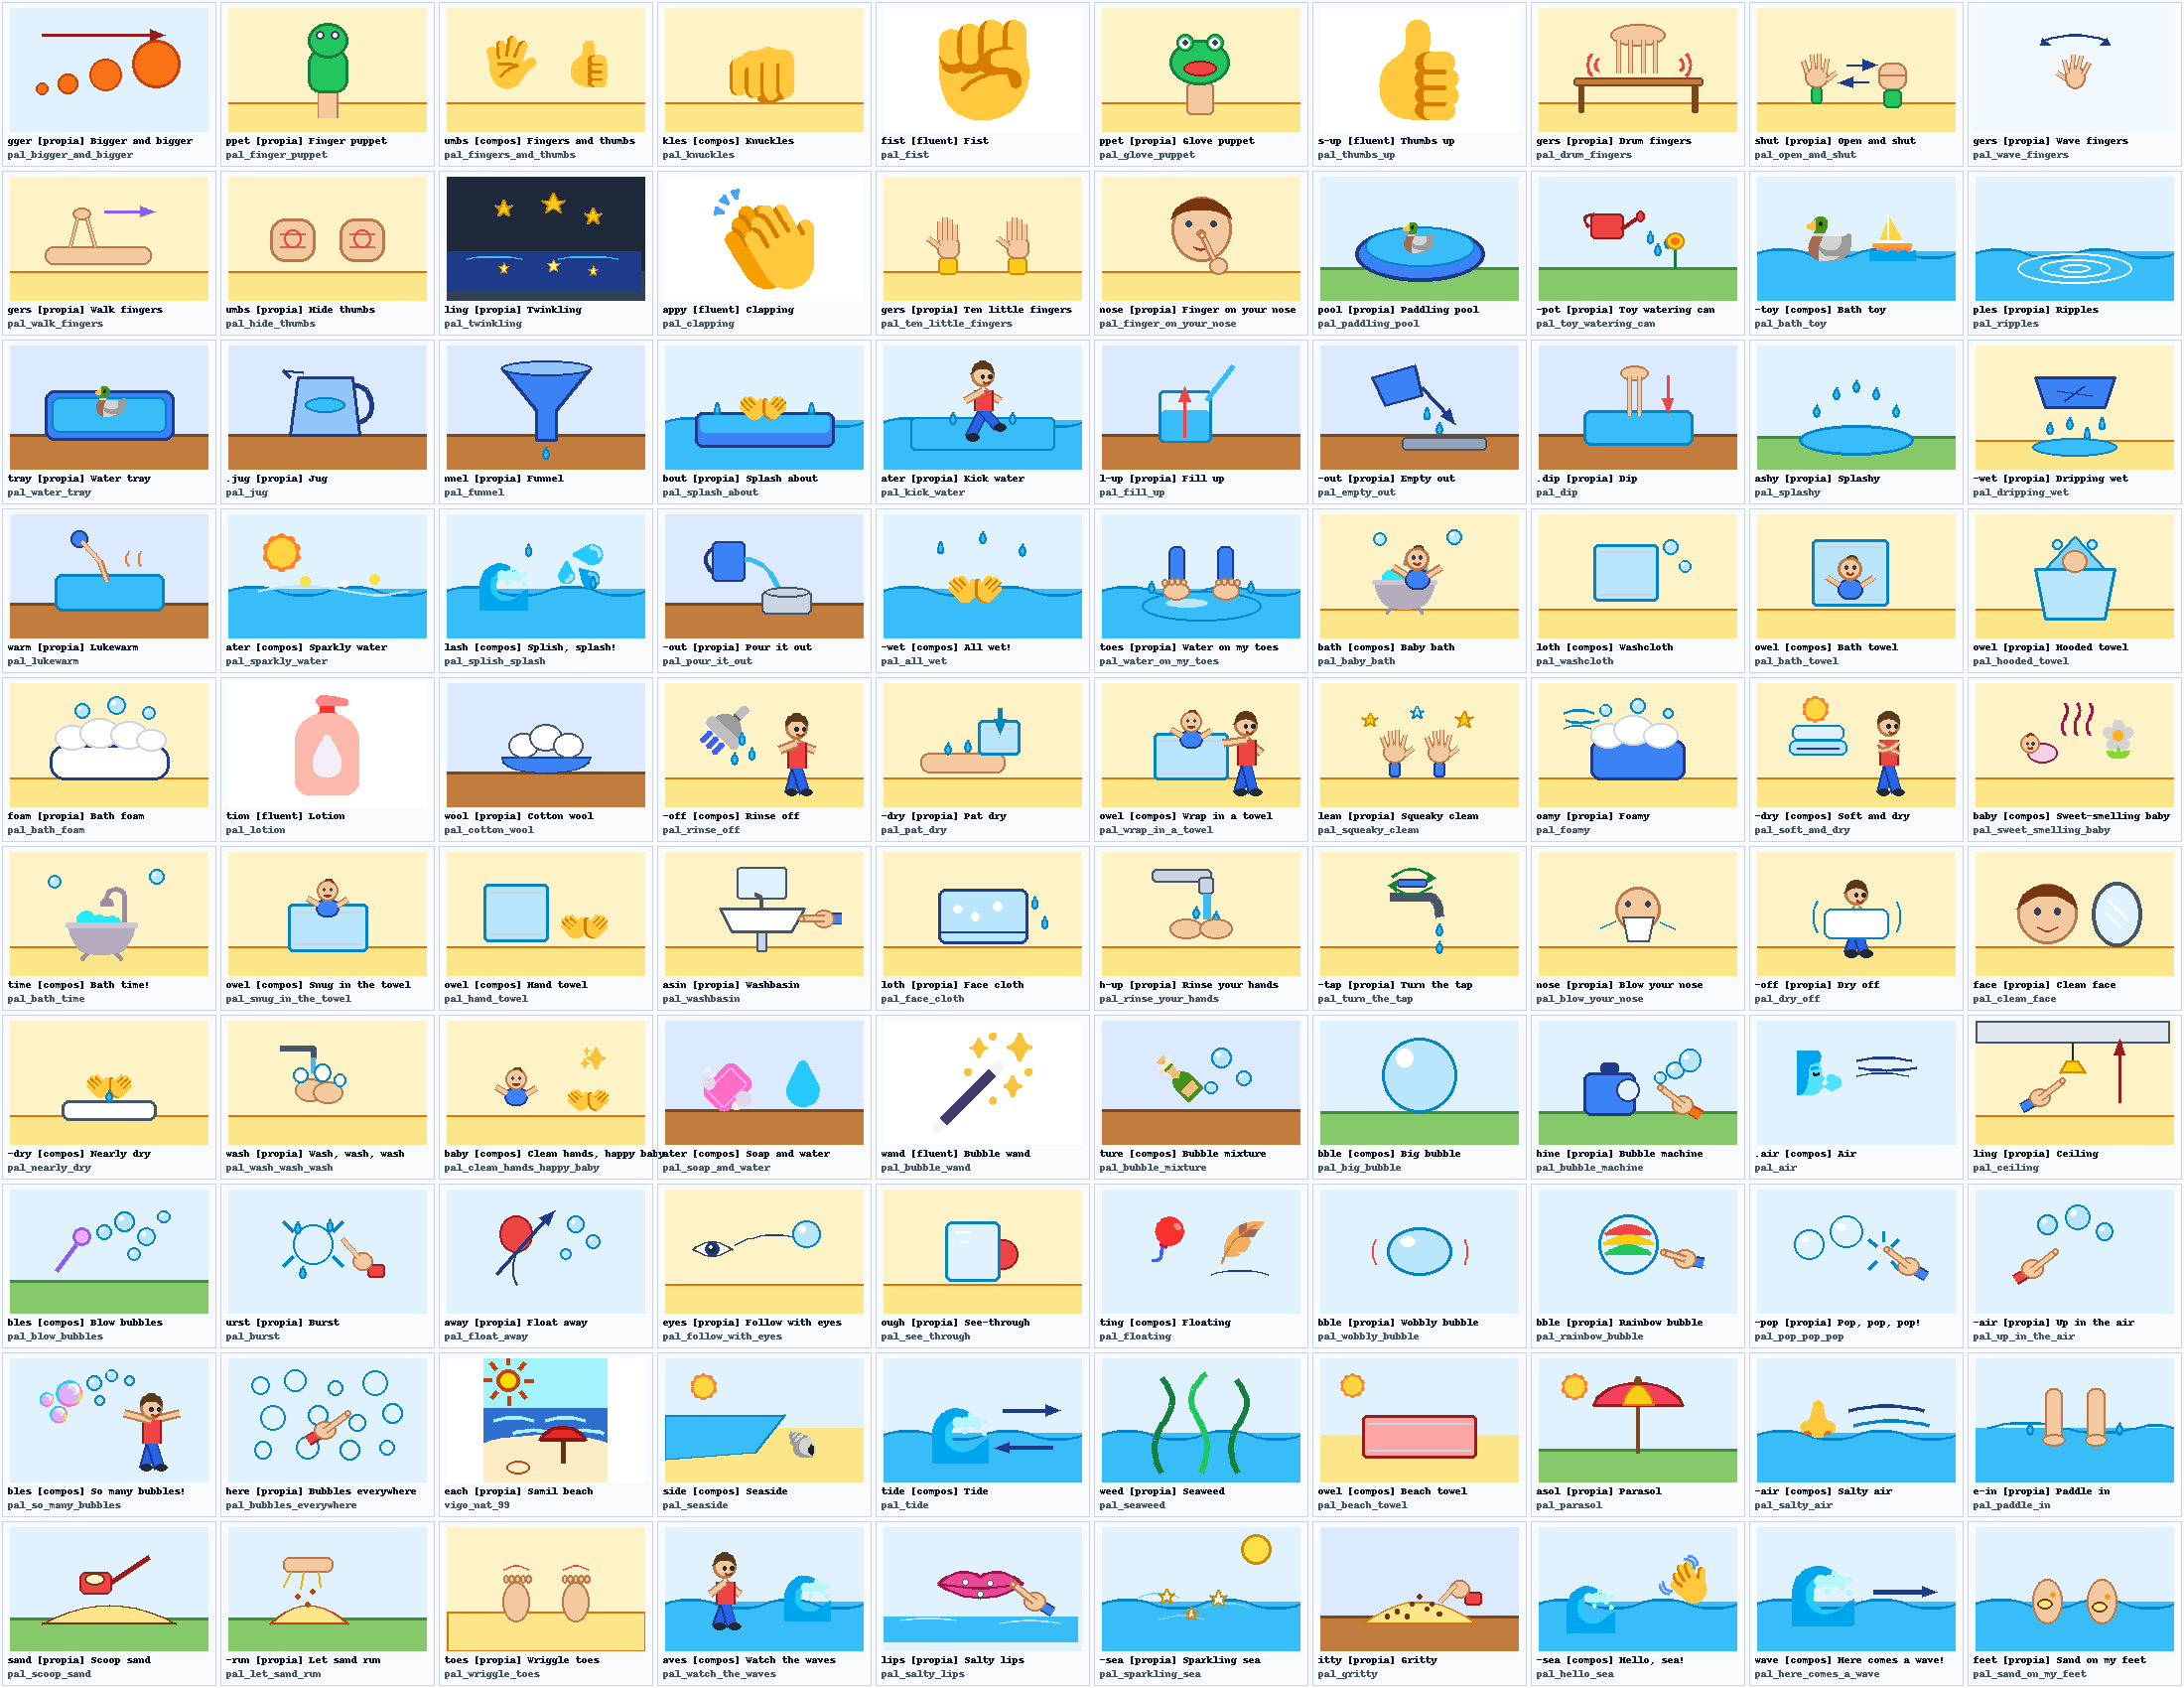 gger [propia] Bigger and bigger
pal_bigger_and_bigger
ppet [propia] Finger puppet
pal_finger_puppet
umbs [compos] Fingers and thumbs
pal_fingers_and_thumbs
kles [compos] Knuckles
pal_knuckles
fist [fluent] Fist
pal_fist
ppet [propia] Glove puppet
pal_glove_puppet
s-up [fluent] Thumbs up
pal_thumbs_up
gers [propia] Drum fingers
pal_drum_fingers
shut [propia] Open and shut
pal_open_and_shut
gers [propia] Wave fingers
pal_wave_fingers
gers [propia] Walk fingers
pal_walk_fingers
umbs [propia] Hide thumbs
pal_hide_thumbs
ling [propia] Twinkling
pal_twinkling
appy [fluent] Clapping
pal_clapping
gers [propia] Ten little fingers
pal_ten_little_fingers
nose [propia] Finger on your nose
pal_finger_on_your_nose
pool [propia] Paddling pool
pal_paddling_pool
-pot [propia] Toy watering can
pal_toy_watering_can
-toy [compos] Bath toy
pal_bath_toy
ples [propia] Ripples
pal_ripples
tray [propia] Water tray
pal_water_tray
.jug [propia] Jug
pal_jug
nnel [propia] Funnel
pal_funnel
bout [propia] Splash about
pal_splash_about
ater [propia] Kick water
pal_kick_water
l-up [propia] Fill up
pal_fill_up
-out [propia] Empty out
pal_empty_out
.dip [propia] Dip
pal_dip
ashy [propia] Splashy
pal_splashy
-wet [propia] Dripping wet
pal_dripping_wet
warm [propia] Lukewarm
pal_lukewarm
ater [compos] Sparkly water
pal_sparkly_water
lash [compos] Splish, splash!
pal_splish_splash
-out [propia] Pour it out
pal_pour_it_out
-wet [compos] All wet!
pal_all_wet
toes [propia] Water on my toes
pal_water_on_my_toes
bath [compos] Baby bath
pal_baby_bath
loth [propia] Washcloth
pal_washcloth
owel [compos] Bath towel
pal_bath_towel
owel [propia] Hooded towel
pal_hooded_towel
foam [propia] Bath foam
pal_bath_foam
tion [fluent] Lotion
pal_lotion
wool [propia] Cotton wool
pal_cotton_wool
-off [compos] Rinse off
pal_rinse_off
-dry [propia] Pat dry
pal_pat_dry
owel [compos] Wrap in a towel
pal_wrap_in_a_towel
lean [propia] Squeaky clean
pal_squeaky_clean
oamy [propia] Foamy
pal_foamy
-dry [compos] Soft and dry
pal_soft_and_dry
baby [compos] Sweet-smelling baby
pal_sweet_smelling_baby
time [compos] Bath time!
pal_bath_time
owel [compos] Snug in the towel
pal_snug_in_the_towel
owel [compos] Hand towel
pal_hand_towel
asin [propia] Washbasin
pal_washbasin
loth [propia] Face cloth
pal_face_cloth
h-up [propia] Rinse your hands
pal_rinse_your_hands
-tap [propia] Turn the tap
pal_turn_the_tap
nose [propia] Blow your nose
pal_blow_your_nose
-off [propia] Dry off
pal_dry_off
face [propia] Clean face
pal_clean_face
-dry [compos] Nearly dry
pal_nearly_dry
wash [propia] Wash, wash, wash
pal_wash_wash_wash
baby [compos] Clean hands, happy baby
pal_clean_hands_happy_baby
ater [compos] Soap and water
pal_soap_and_water
wand [fluent] Bubble wand
pal_bubble_wand
ture [compos] Bubble mixture
pal_bubble_mixture
bble [propia] Big bubble
pal_big_bubble
hine [propia] Bubble machine
pal_bubble_machine
.air [compos] Air
pal_air
ling [propia] Ceiling
pal_ceiling
bles [compos] Blow bubbles
pal_blow_bubbles
urst [propia] Burst
pal_burst
away [propia] Float away
pal_float_away
eyes [propia] Follow with eyes
pal_follow_with_eyes
ough [propia] See-through
pal_see_through
ting [compos] Floating
pal_floating
bble [propia] Wobbly bubble
pal_wobbly_bubble
bble [propia] Rainbow bubble
pal_rainbow_bubble
-pop [propia] Pop, pop, pop!
pal_pop_pop_pop
-air [propia] Up in the air
pal_up_in_the_air
bles [compos] So many bubbles!
pal_so_many_bubbles
here [propia] Bubbles everywhere
pal_bubbles_everywhere
each [propia] Samil beach
vigo_nat_99
side [compos] Seaside
pal_seaside
tide [compos] Tide
pal_tide
weed [propia] Seaweed
pal_seaweed
owel [compos] Beach towel
pal_beach_towel
asol [propia] Parasol
pal_parasol
-air [compos] Salty air
pal_salty_air
e-in [propia] Paddle in
pal_paddle_in
sand [propia] Scoop sand
pal_scoop_sand
-run [propia] Let sand run
pal_let_sand_run
toes [propia] Wriggle toes
pal_wriggle_toes
aves [compos] Watch the waves
pal_watch_the_waves
lips [propia] Salty lips
pal_salty_lips
-sea [propia] Sparkling sea
pal_sparkling_sea
itty [propia] Gritty
pal_gritty
-sea [compos] Hello, sea!
pal_hello_sea
wave [compos] Here comes a wave!
pal_here_comes_a_wave
feet [propia] Sand on my feet
pal_sand_on_my_feet